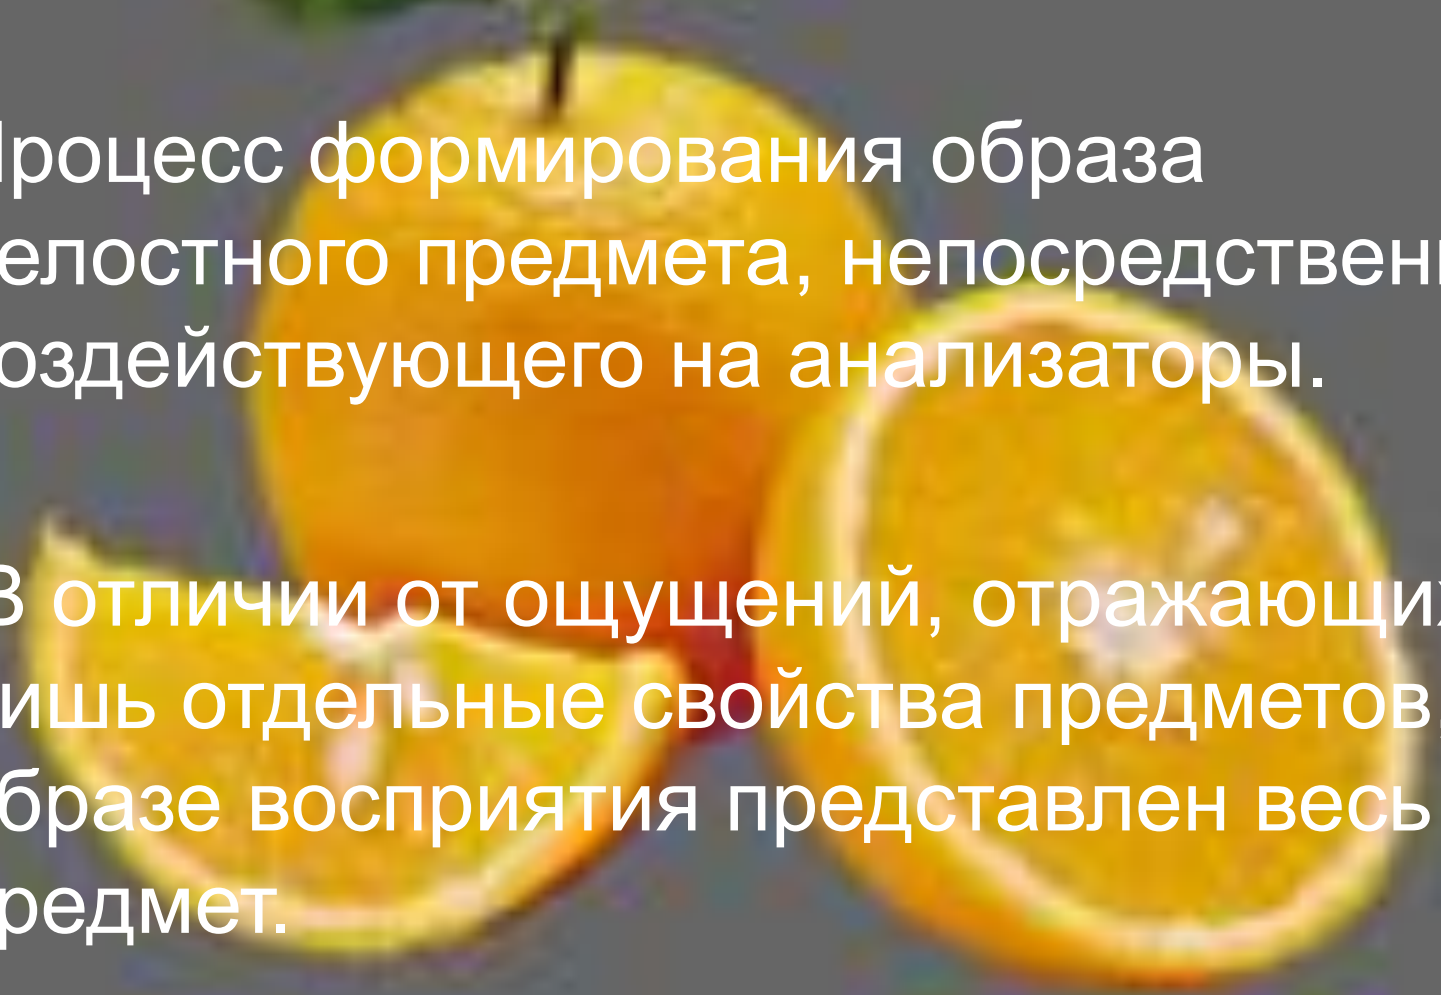 роцесс формирования образа
елостного предмета, непосредствен
оздействующего на анализаторы.
В отличии от ощущений, отражающих
ишь отдельные свойства предметов,
бразе восприятия представлен весь
редмет.